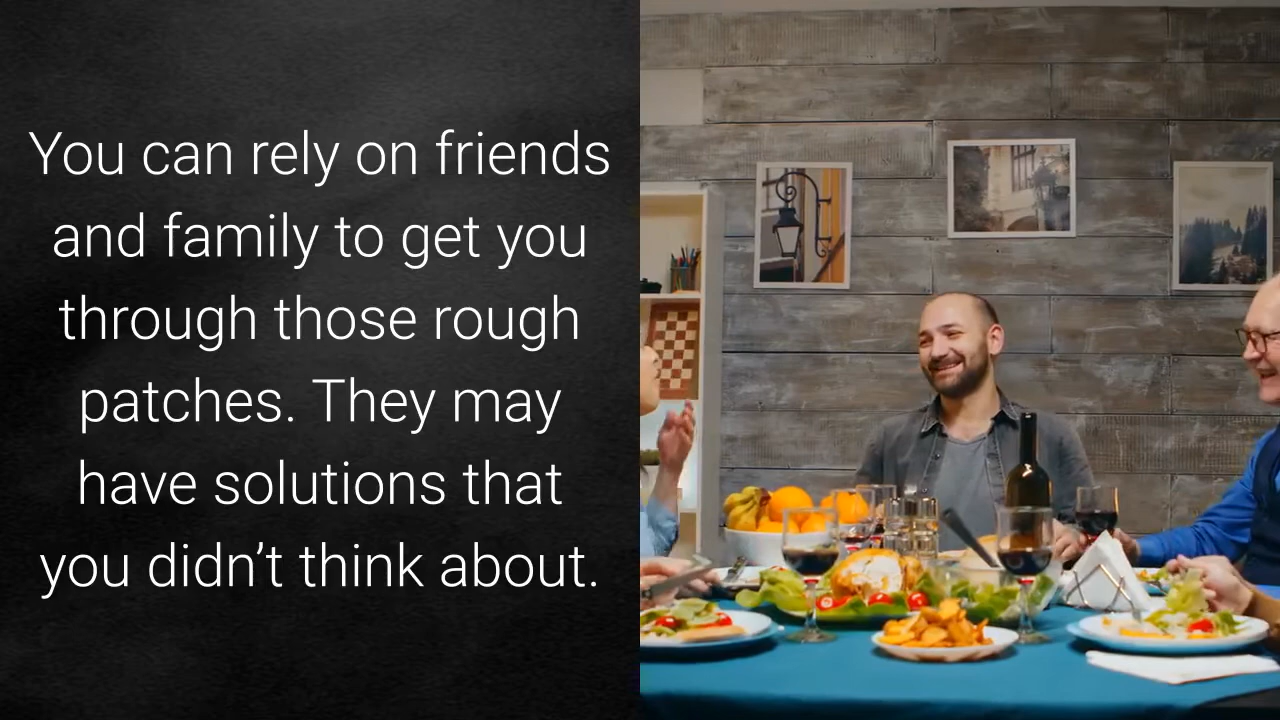 You can rely on friends
and family to get you
through those rough
patches. They may
have solutions that
you didn’t think about.